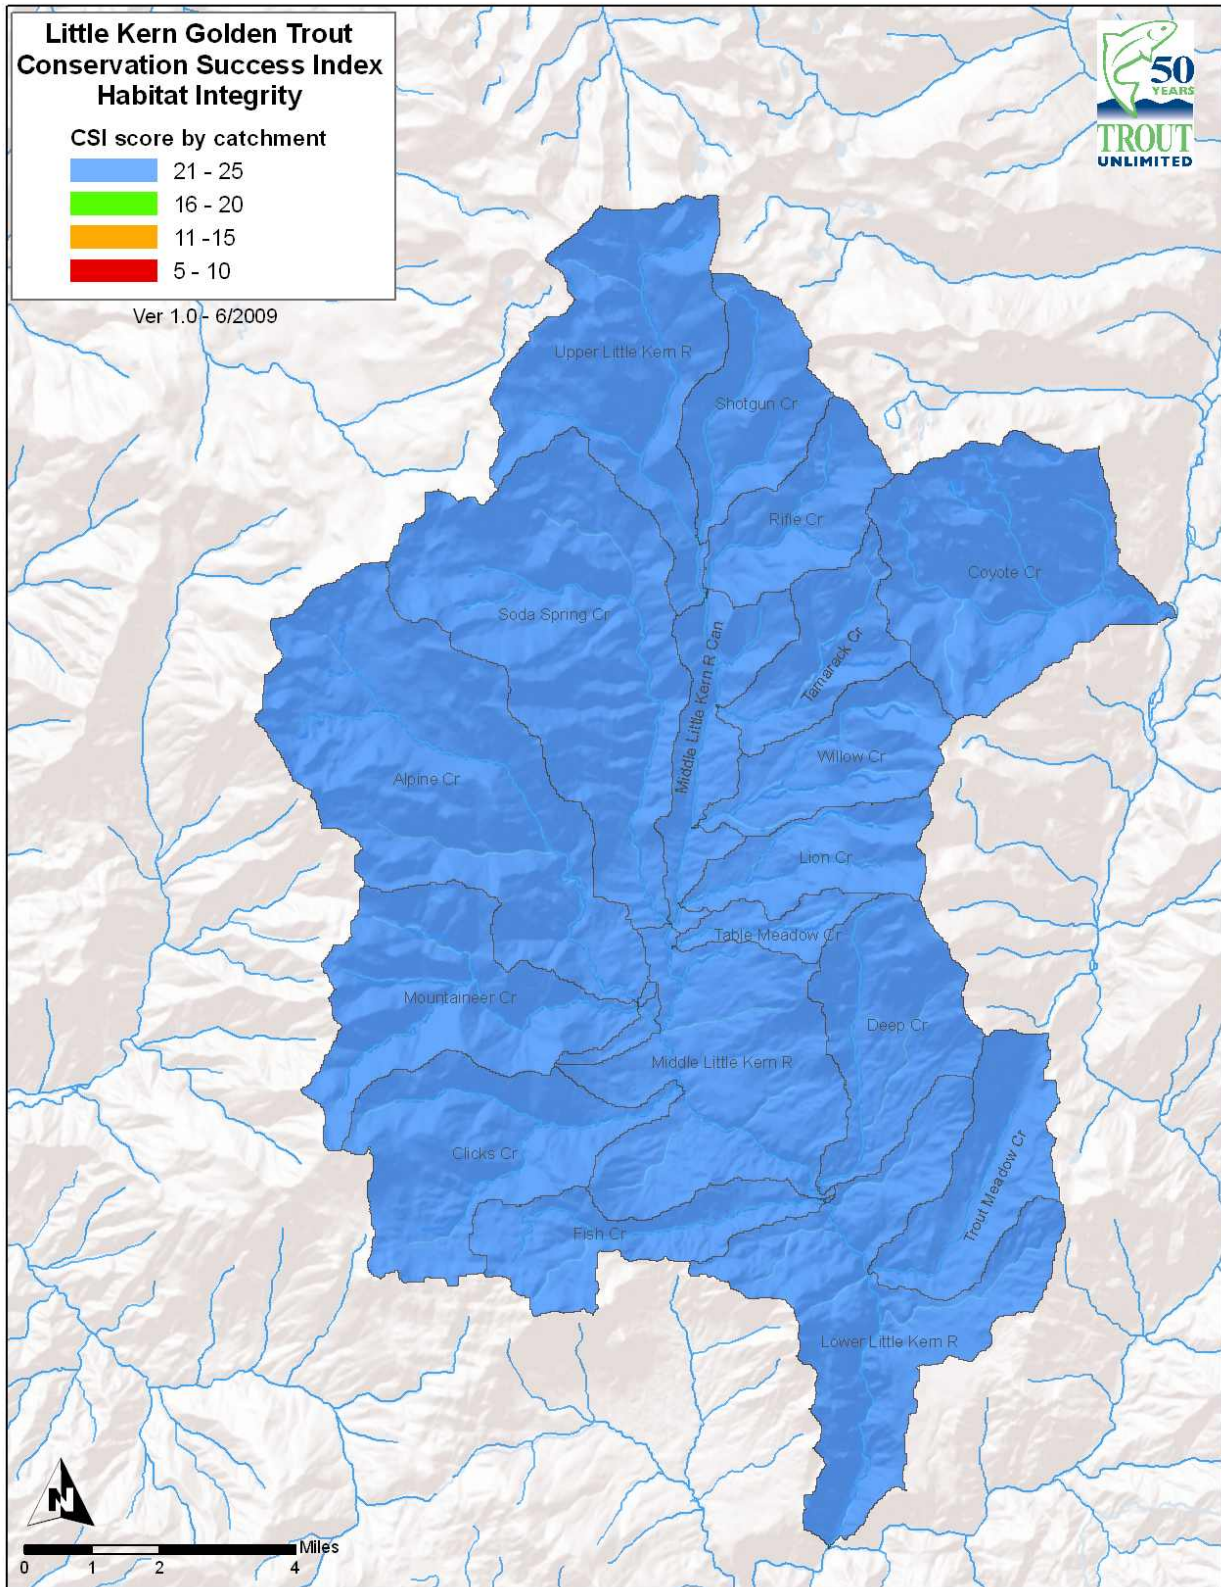 Little Kern Golden Trout
Conservation Success Index
Habitat Integrity
CSI score by catchment
21 - 25
16 - 20
11 -15
5 - 10
Ver 1.0 - 6/2009
50
YEARS
TROUT
UNLIMITED
Upper Little Kern R
Shotgun Cr
Rifle Cr
Coyote Cr
Soda Spring Cr
Tamarack Cr
Middle Little Kern R Can
Willow Cr
Alpine Cr
Lion Cr
Table Meadow Cr
Mountaineer Cr
Deep Cr
Middle Little Kern R
Clicks Cr
Trout Meadow Cr
Fish Cr
Lower Little Kern R
N
Miles
0 1 2 4